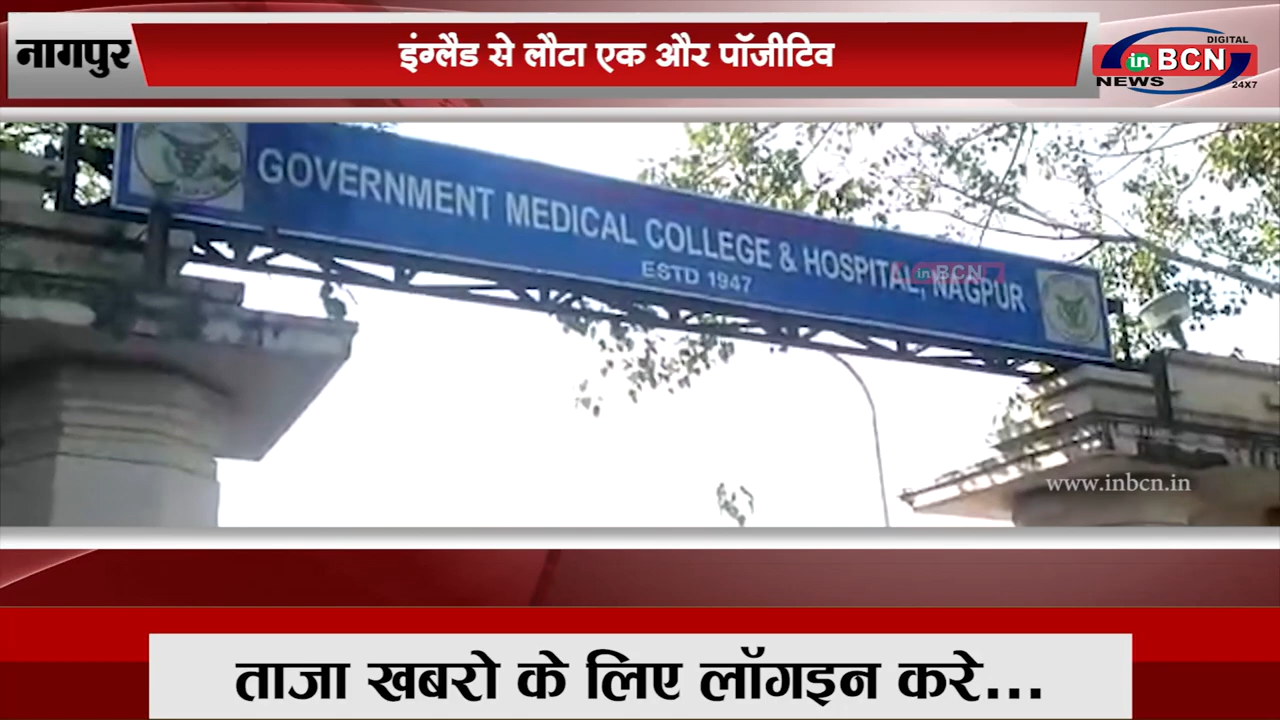 नागपुर
इंग्लैड से लौटा एक और पॉजीटिव
DIGITAL
in BCN
NEWS
24X7
GOVERNMENT MEDICAL COLLEGE & HOSPITAL, NAGPUR
ESTD 1947
in BCN
www.inbcn.in
ताजा खबरो के लिए लॉगइन करे...